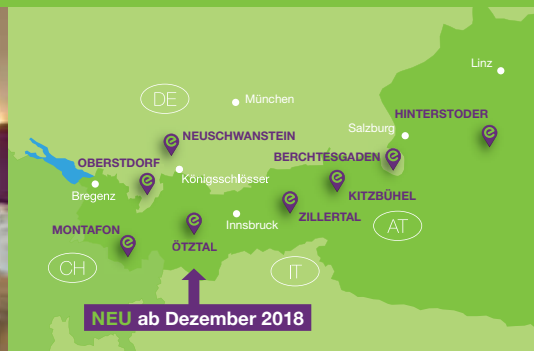 Linz
DE
München
HINTERSTODER
Salzburg
NEUSCHWANSTEIN
BERCHTESGADEN
OBERSTDORF
Königsschlösser
KITZBÜHEL
Bregenz
ZILLERTAL
Innsbruck
AT
MONTAFON
ÖTZTAL
CH
IT
NEU ab Dezember 2018